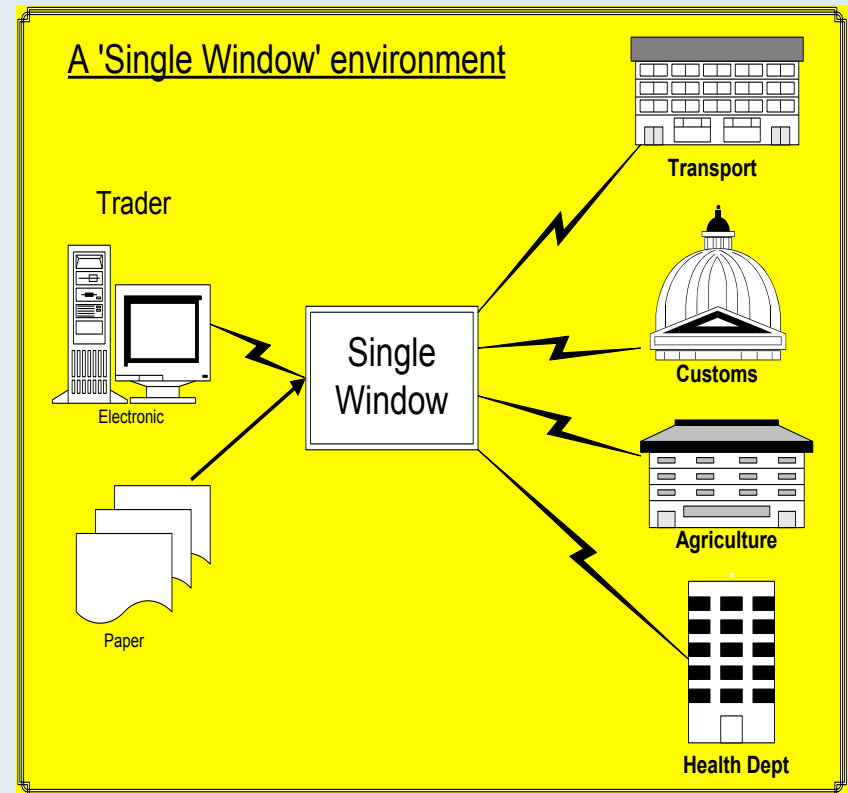 A 'Single Window' environment
Trader
Electronic
Paper
Single
Window
Transport
Customs
Agriculture
Health Dept